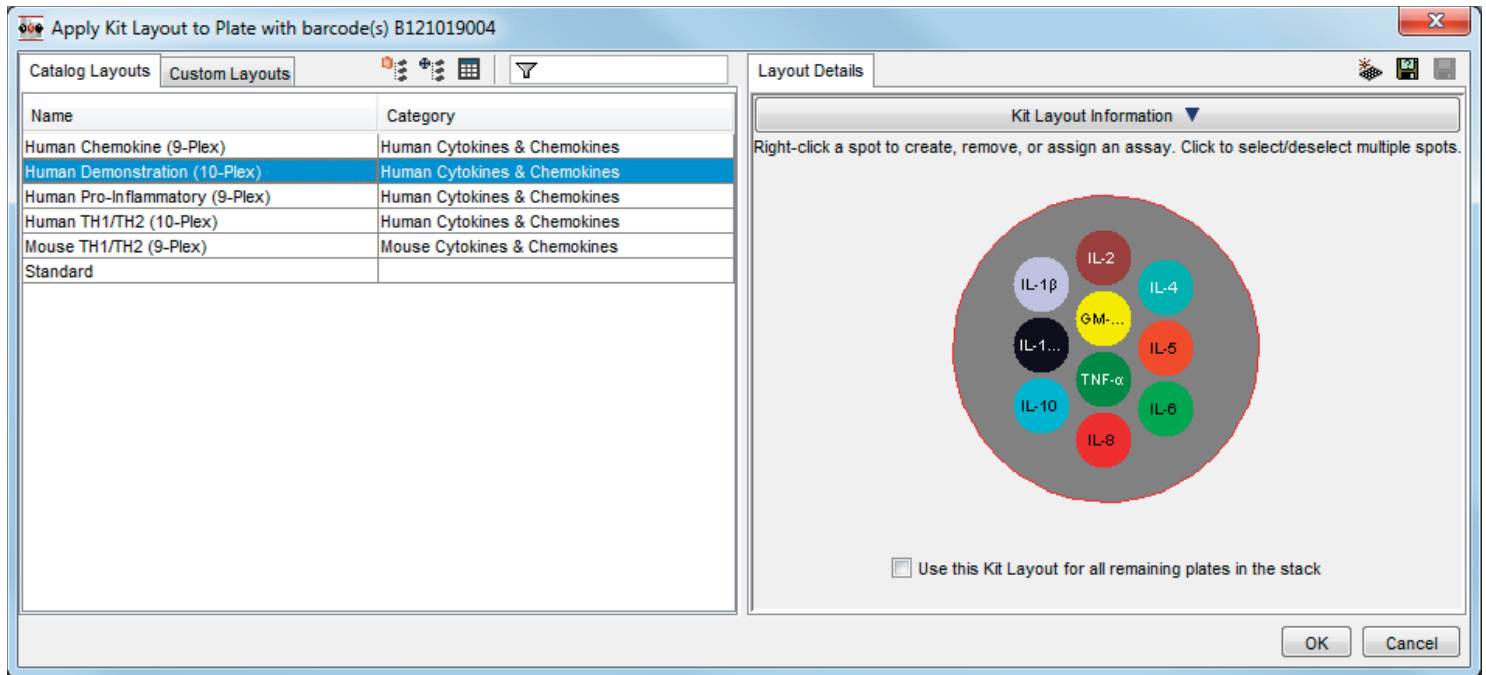 Apply Kit Layout to Plate with barcode(s) B121019004
Catalog Layouts Custom Layouts
Name Category
Human Chemokine (9-Plex) Human Cytokines & Chemokines
Human Demonstration (10-Plex) Human Cytokines & Chemokines
Human Pro-Inflammatory (9-Plex) Human Cytokines & Chemokines
Human TH1/TH2 (10-Plex) Human Cytokines & Chemokines
Mouse TH1/TH2 (9-Plex) Mouse Cytokines & Chemokines
Standard
Layout Details
Kit Layout Information
Right-click a spot to create, remove, or assign an assay. Click to select/deselect multiple spots.
IL-2
IL-1β
IL-4
GM-...
IL-1...
IL-5
TNF-α
IL-10
IL-6
IL-8
Use this Kit Layout for all remaining plates in the stack
OK Cancel